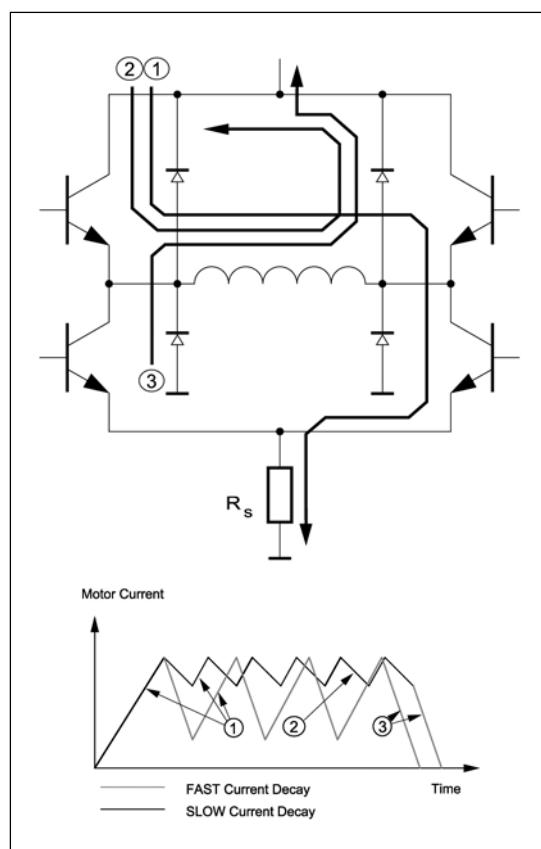 ② ①
③
R s
Motor Current
① ② ③
FAST Current Decay
Time
SLOW Current Decay